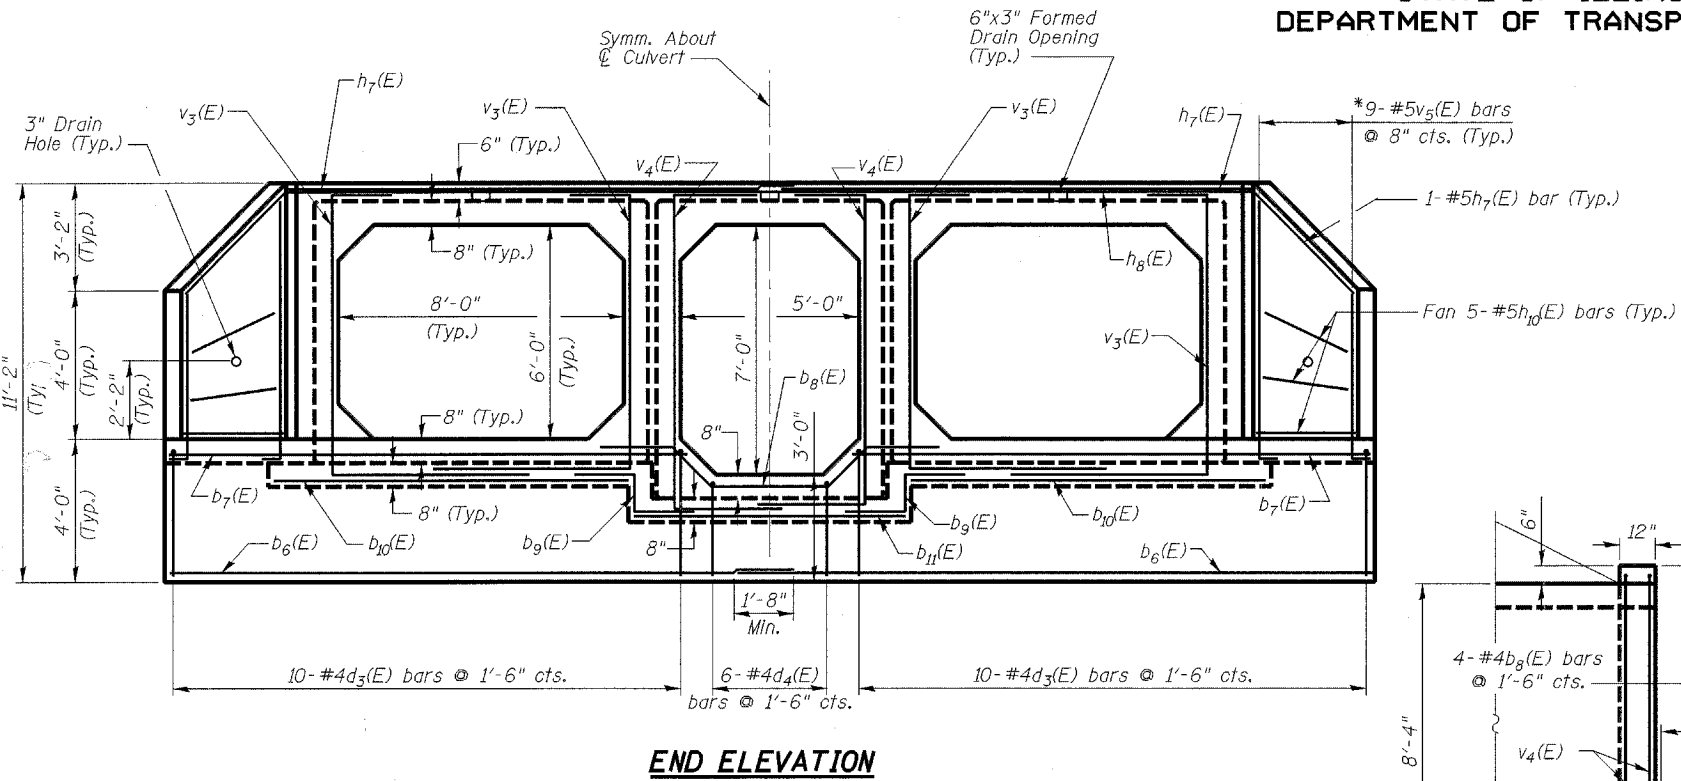 DEPARTMENT OF TRANSP
6"x3" Formed
Drain Opening
(Typ.)
Symm. About
℄ Culvert
h7(E)
v3(E)
v3(E)
v3(E)
h7(E)
*9-#5v5(E) bars
@ 8" cts. (Typ.)
3" Drain
Hole (Typ.)
6" (Typ.)
v4(E)
v4(E)
1-#5h7(E) bar (Typ.)
3'-2"
(Typ.)
8" (Typ.)
h8(E)
8'-0"
(Typ.)
5'-0"
Fan 5-#5h10(E) bars (Typ.)
6'-0"
(Typ.)
7'-0"
v3(E)
11'-2"
4'-0"
(Typ.)
2'-2"
(Typ.)
b8(E)
8" (Typ.)
8"
3'-0"
b7(E)
8" (Typ.)
b7(E)
4'-0"
(Typ.)
b6(E)
b10(E)
b9(E)
8"
b11(E)
b9(E)
b10(E)
b6(E)
6"
12"
1'-8"
Min.
10-#4d3(E) bars @ 1'-6" cts.
6-#4d4(E)
bars @ 1'-6" cts.
10-#4d3(E) bars @ 1'-6" cts.
4-#4b8(E) bars
@ 1'-6" cts.
8'-4"
v4(E)
END ELEVATION